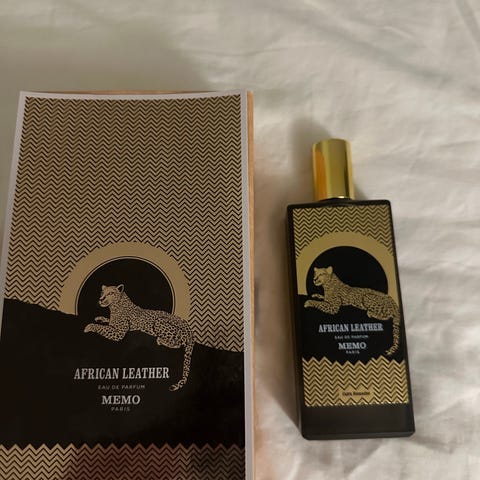 AFRICAN LEATHER
EAU DE PARFUM
MEMO
PARIS
AFRICAN LEATHER
EAU DE PARFUM
MEMO
PARIS